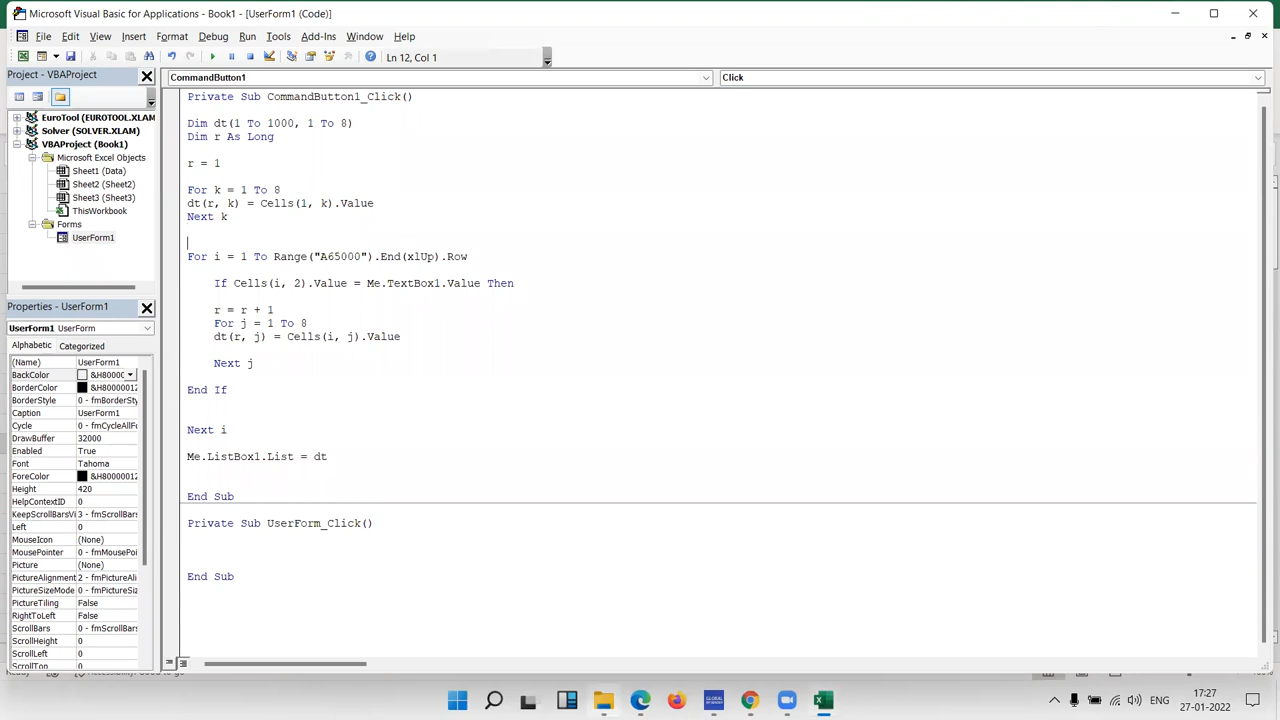 Microsoft Visual Basic for Applications - Book1 - [UserForm1 (Code)]
File Edit View Insert Format Debug Run Tools Add-Ins Window Help
Ln 12, Col 1
Project - VBAProject
CommandButton1
Click
EuroTool (EUROTOOL.XLAM
Solver (SOLVER.XLAM)
VBAProject (Book1)
Microsoft Excel Objects
Sheet1 (Data)
Sheet2 (Sheet2)
Sheet3 (Sheet3)
ThisWorkbook
Forms
UserForm1
Properties - UserForm1
UserForm1 UserForm
Alphabetic Categorized
(Name) UserForm1
BackColor &H8000C
BorderColor &H80000012
BorderStyle 0 - fmBorderSty
Caption UserForm1
Cycle 0 - fmCycleAllFo
DrawBuffer 32000
Enabled True
Font Tahoma
ForeColor &H80000012
Height 420
HelpContextID 0
KeepScrollBarsVi 3 - fmScrollBars
Left 0
MouseIcon (None)
MousePointer 0 - fmMousePoi
Picture (None)
PictureAlignment 2 - fmPictureAli
PictureSizeMode 0 - fmPictureSiz
PictureTiling False
RightToLeft False
ScrollBars 0 - fmScrollBars
ScrollHeight 0
ScrollLeft 0
ScrollTop 0
Private Sub CommandButton1_Click()
Dim dt(1 To 1000, 1 To 8)
Dim r As Long
r = 1
For k = 1 To 8
dt(r, k) = Cells(1, k).Value
Next k
For i = 1 To Range("A65000").End(xlUp).Row
If Cells(i, 2).Value = Me.TextBox1.Value Then
r = r + 1
For j = 1 To 8
dt(r, j) = Cells(i, j).Value
Next j
End If
Next i
Me.ListBox1.List = dt
End Sub
Private Sub UserForm_Click()
End Sub
ENG
17:27
27-01-2022